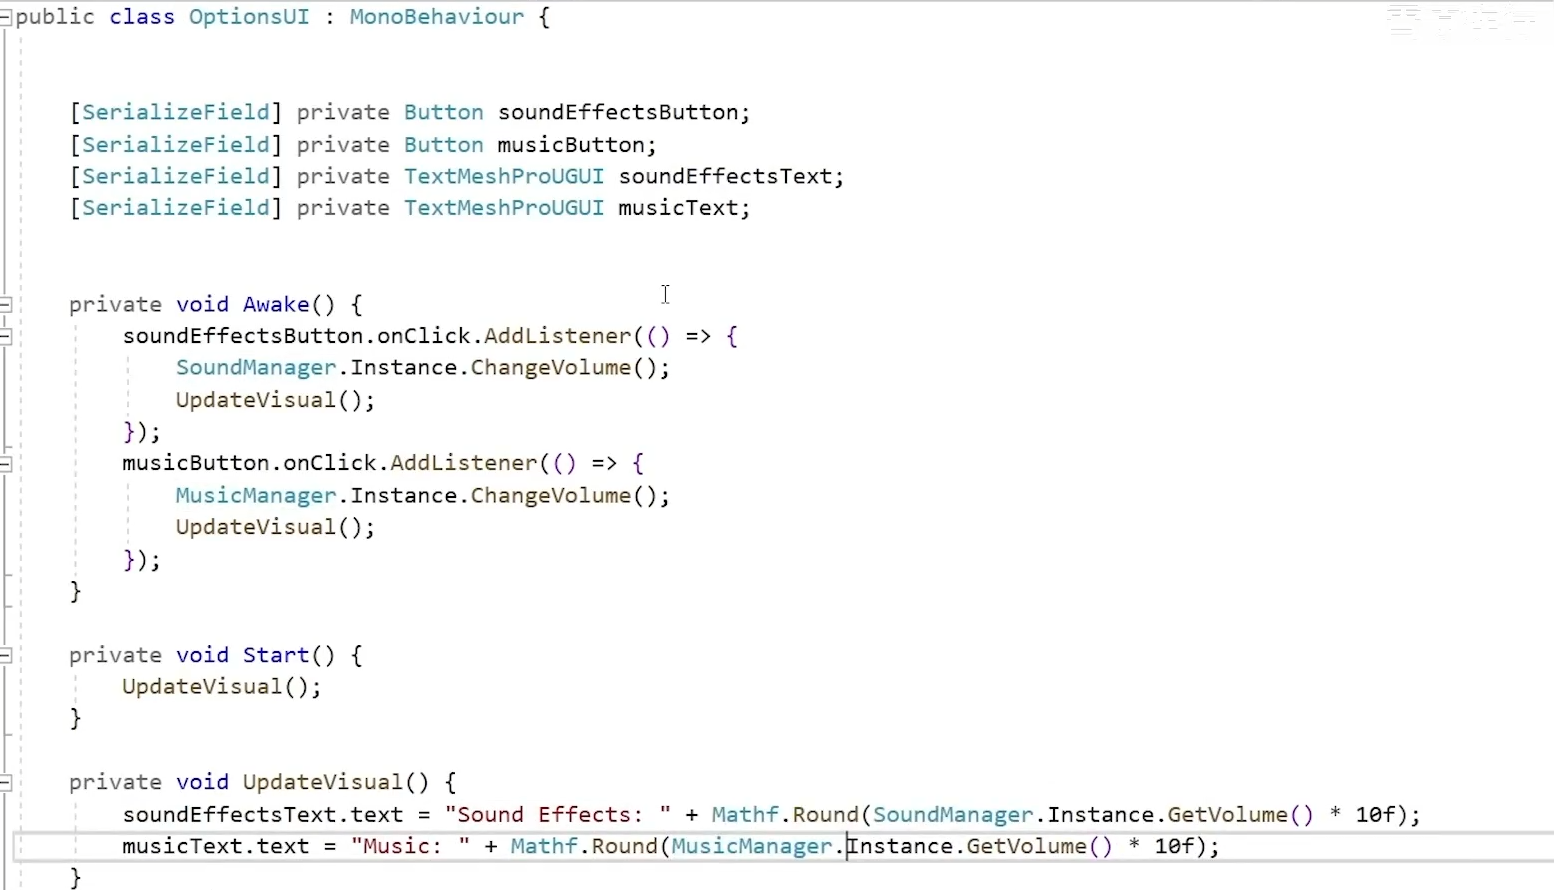 public class OptionsUI : MonoBehaviour {
[SerializeField] private Button soundEffectsButton;
[SerializeField] private Button musicButton;
[SerializeField] private TextMeshProUGUI soundEffectsText;
[SerializeField] private TextMeshProUGUI musicText;
private void Awake() {
soundEffectsButton.onClick.AddListener(() => {
SoundManager.Instance.ChangeVolume();
UpdateVisual();
});
musicButton.onClick.AddListener(() => {
MusicManager.Instance.ChangeVolume();
UpdateVisual();
});
}
private void Start() {
UpdateVisual();
}
private void UpdateVisual() {
soundEffectsText.text = "Sound Effects: " + Mathf.Round(SoundManager.Instance.GetVolume() * 10f);
musicText.text = "Music: " + Mathf.Round(MusicManager.Instance.GetVolume() * 10f);
}